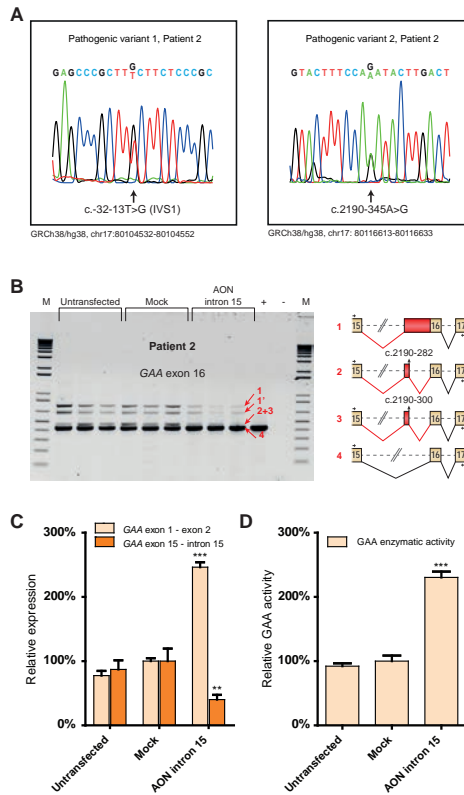 A
Pathogenic variant 1, Patient 2
G
GAGCCCGCTTTCTTCTCCCGC
c.-32-13T>G (IVS1)
GRCh38/hg38, chr17:80104532-80104552
Pathogenic variant 2, Patient 2
G
GTACTTTCCAAATACTTGACT
c.2190-345A>G
GRCh38/hg38, chr17: 80116613-80116633
B
M
Untransfected
Mock
AON
intron 15
+
-
M
Patient 2
GAA exon 16
1
1'
2+3
4
1
15
16
17
c.2190-282
2
15
16
17
c.2190-300
3
15
16
17
4
15
16
17
C
GAA exon 1 - exon 2
GAA exon 15 - intron 15
Relative expression
300%
200%
100%
0%
***
**
Untransfected
Mock
AON intron 15
D
GAA enzymatic activity
Relative GAA activity
300%
200%
100%
0%
***
Untransfected
Mock
AON intron 15